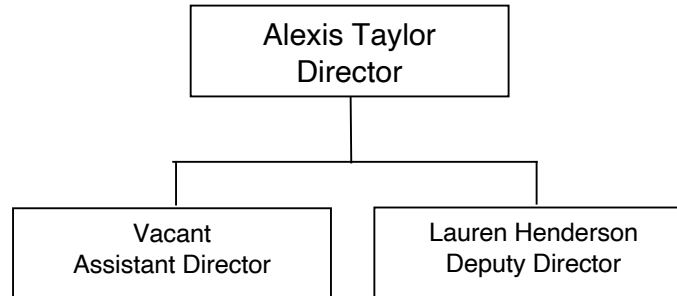 Alexis Taylor
Director
Vacant
Assistant Director
Lauren Henderson
Deputy Director